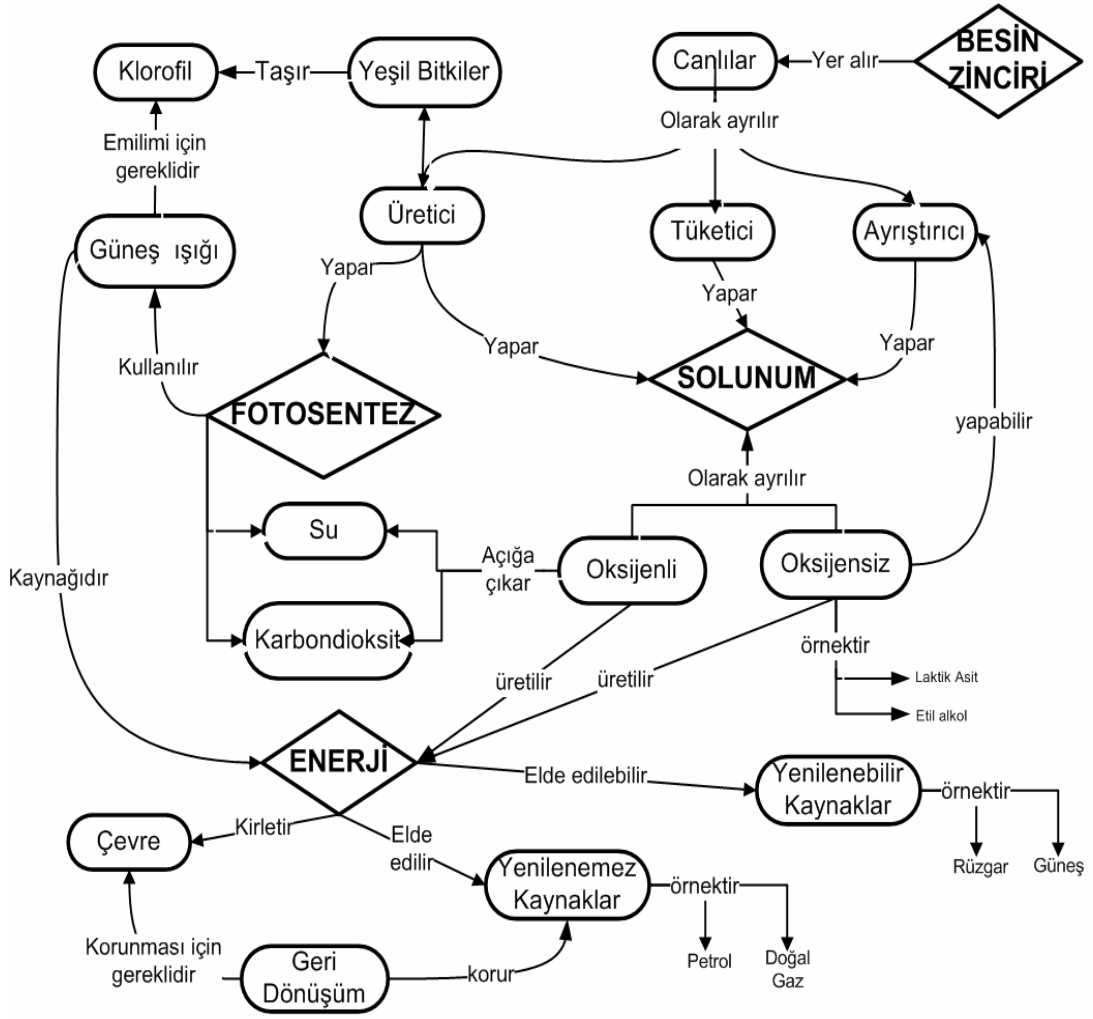 BESİN
ZİNCİRİ
Yer alır
Canlılar
Yeşil Bitkiler
Taşır
Klorofil
Olarak ayrılır
Emilimi için
gereklidir
Üretici
Tüketici
Ayrıştırıcı
Güneş ışığı
Yapar
Yapar
Yapar
Yapar
Kullanılır
SOLUNUM
FOTOSENTEZ
yapabilir
Olarak ayrılır
Su
Açığa
çıkar
Oksijenli
Oksijensiz
Kaynağıdır
Karbondioksit
örnektir
üretilir
üretilir
Laktik Asit
Etil alkol
ENERJİ
Elde edilebilir
Yenilenebilir
Kaynaklar
örnektir
Çevre
Kirletir
Elde
edilir
Rüzgar
Güneş
Yenilenemez
Kaynaklar
örnektir
Korunması için
gereklidir
Geri
Dönüşüm
korur
Petrol
Doğal
Gaz